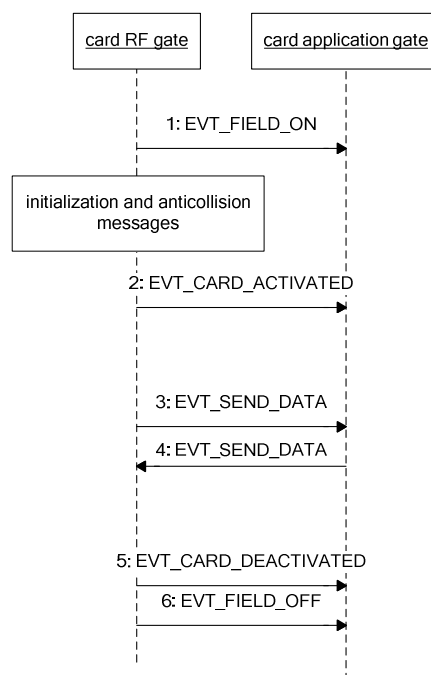 card RF gate
card application gate
1: EVT_FIELD_ON
initialization and anticollision
messages
2: EVT_CARD_ACTIVATED
3: EVT_SEND_DATA
4: EVT_SEND_DATA
5: EVT_CARD_DEACTIVATED
6: EVT_FIELD_OFF